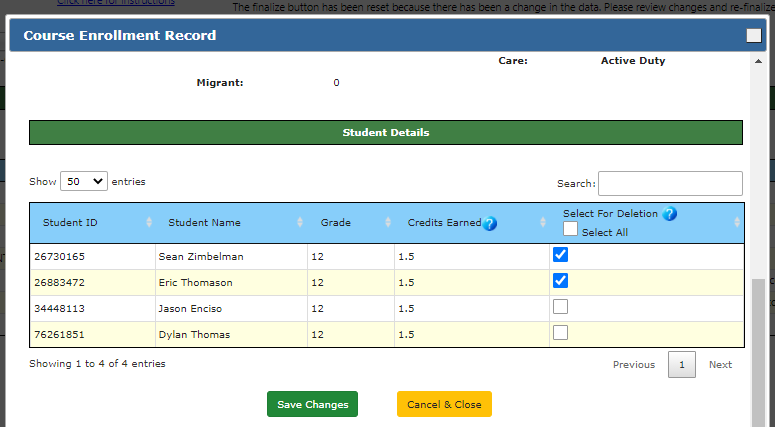 Click here for instructions
The finalize button has been reset because there has been a change in the data. Please review changes and re-finalize
Course Enrollment Record
Care: Active Duty
Migrant: 0
Student Details
Show 50 entries
Search:
Student ID Student Name Grade Credits Earned ? Select For Deletion ?
Select All
26730165 Sean Zimbelman 12 1.5
26883472 Eric Thomason 12 1.5
34448113 Jason Enciso 12 1.5
76261851 Dylan Thomas 12 1.5
Showing 1 to 4 of 4 entries
Previous 1 Next
Save Changes Cancel & Close